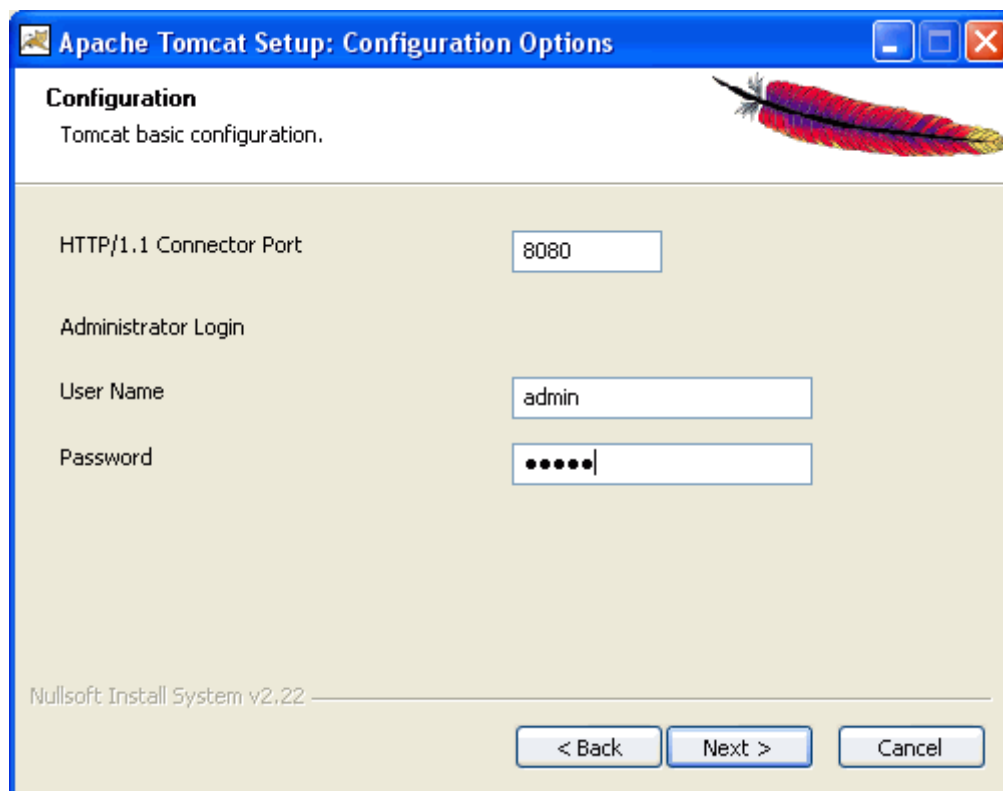 Apache Tomcat Setup: Configuration Options
Configuration
Tomcat basic configuration.
HTTP/1.1 Connector Port 8080
Administrator Login
User Name admin
Password •••••
Nullsoft Install System v2.22
< Back Next > Cancel